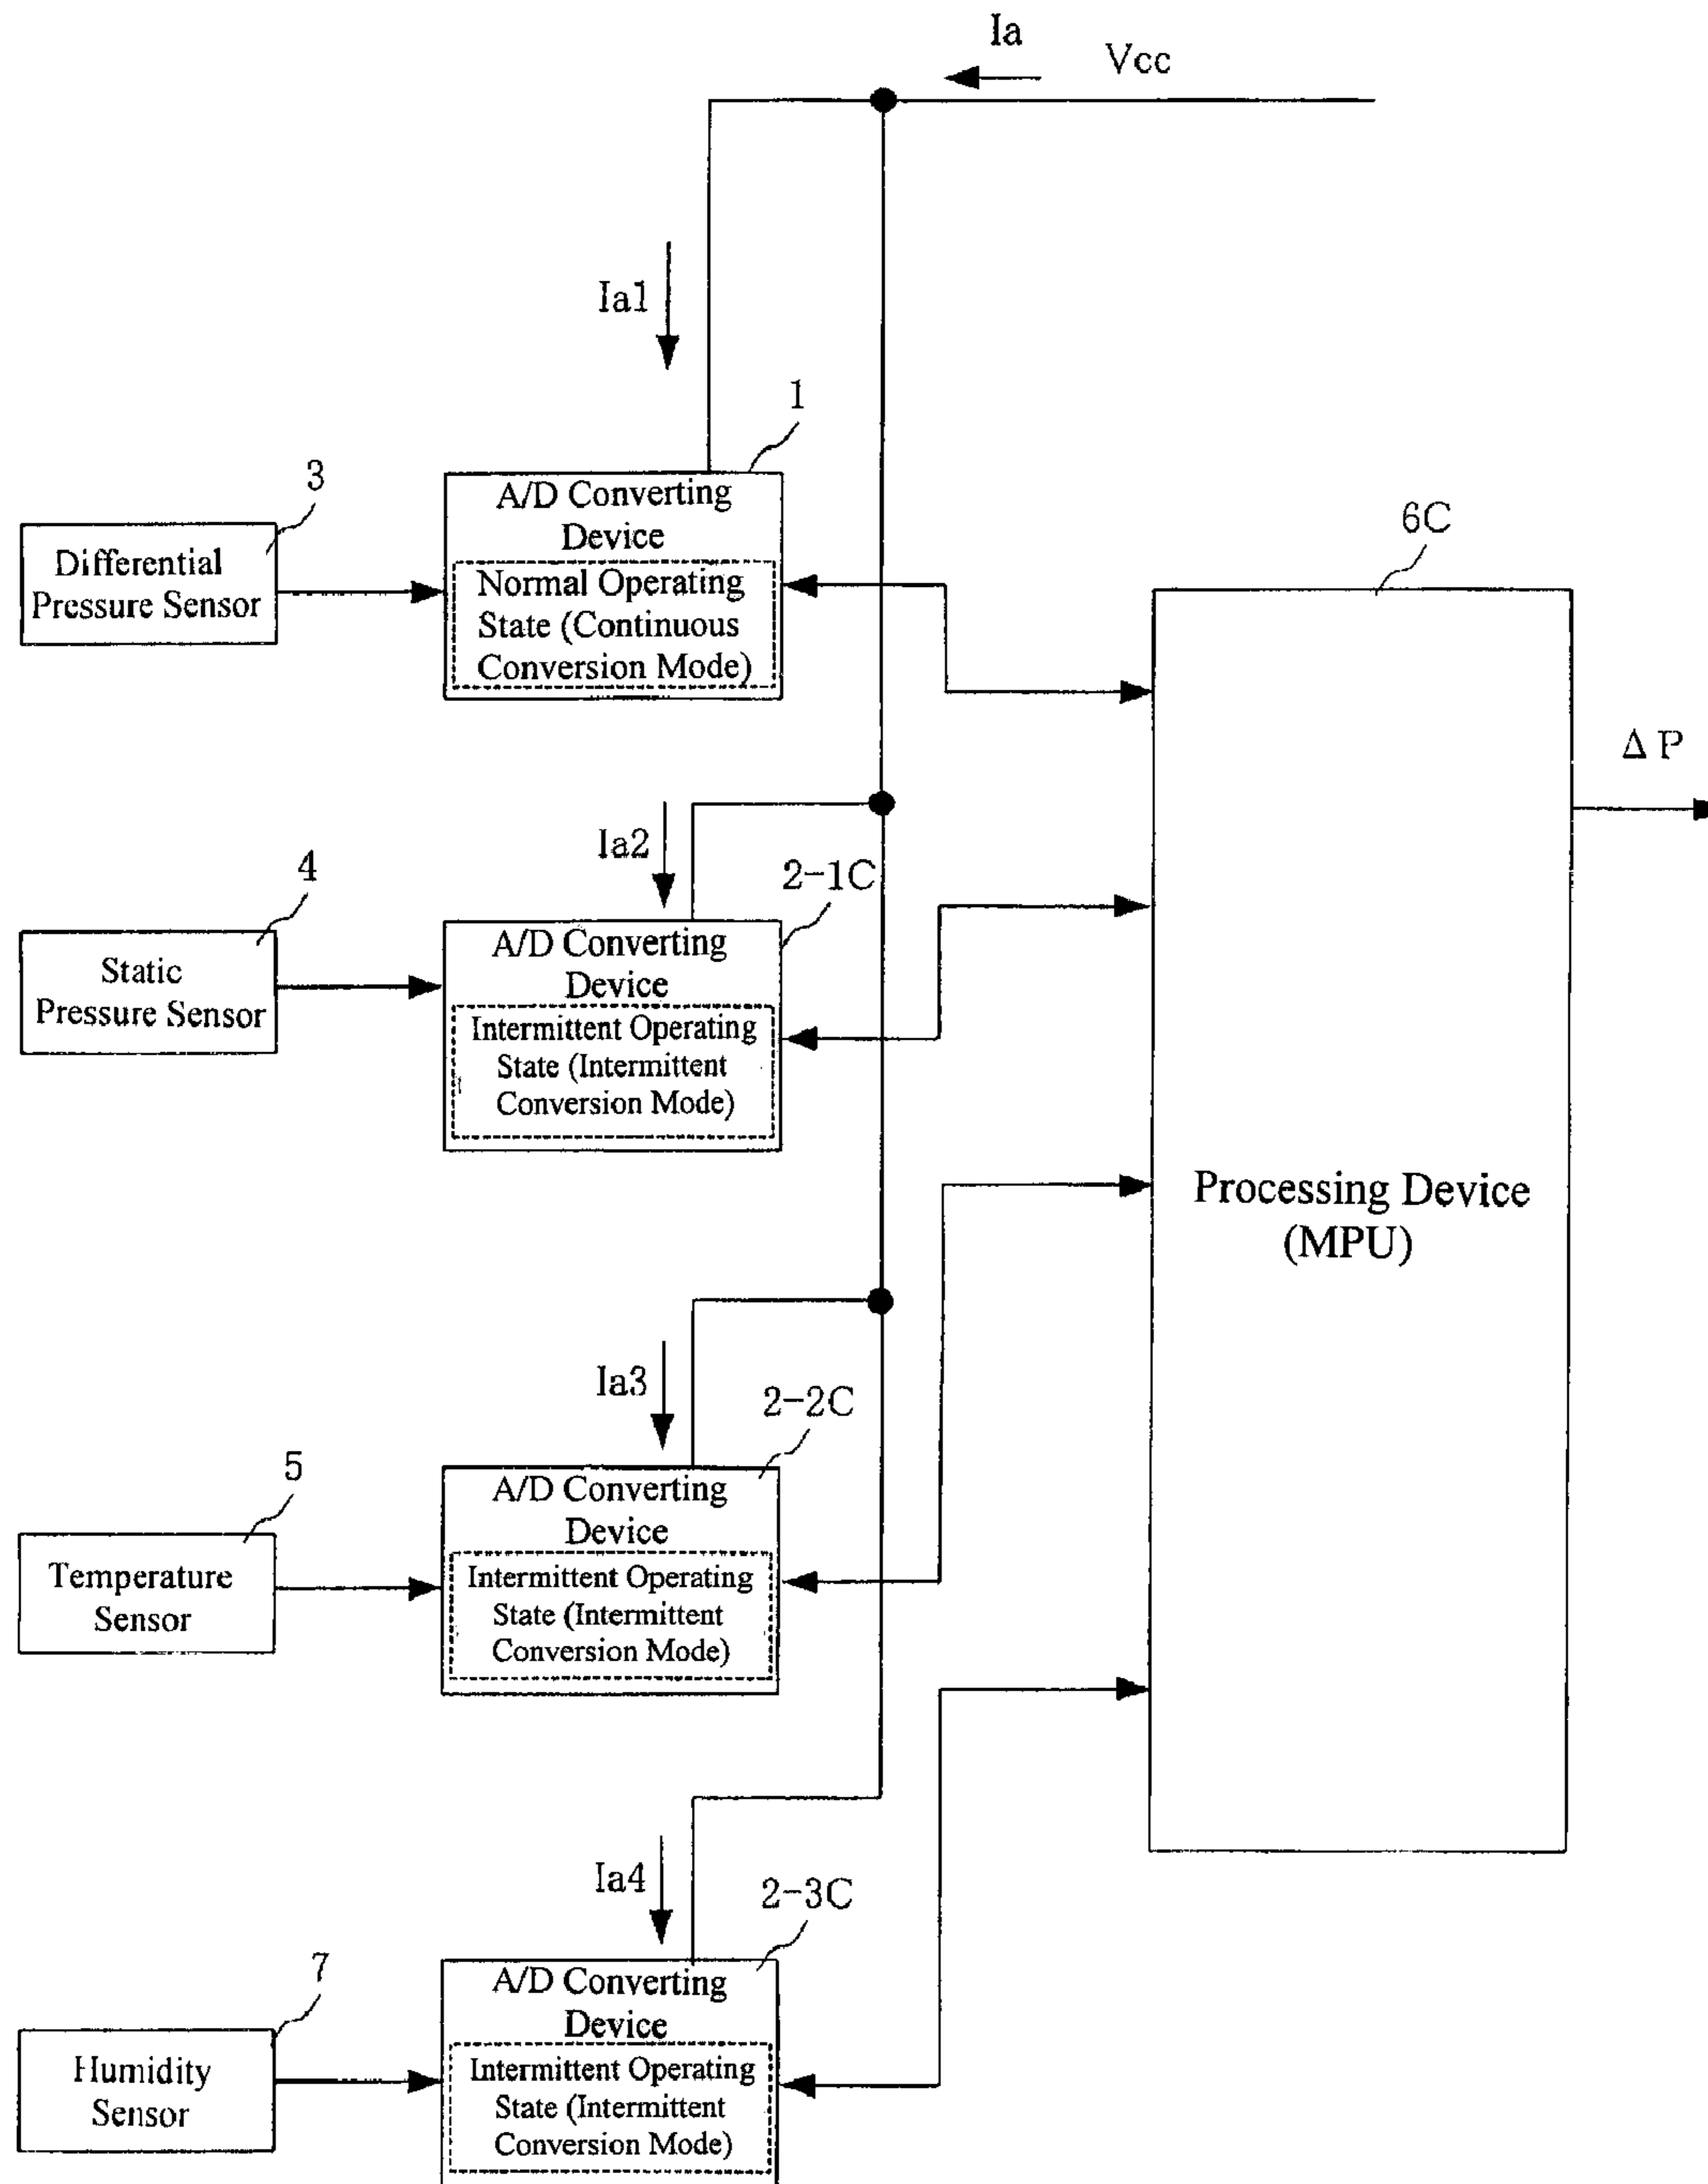 Ia
Vcc
Ia1
1
3
A/D Converting
Device
Normal Operating
State (Continuous
Conversion Mode)
Differential
Pressure Sensor
6C
ΔP
Ia2
2-1C
4
A/D Converting
Device
Intermittent Operating
State (Intermittent
Conversion Mode)
Static
Pressure Sensor
Processing Device
(MPU)
Ia3
2-2C
5
A/D Converting
Device
Intermittent Operating
State (Intermittent
Conversion Mode)
Temperature
Sensor
Ia4
2-3C
7
A/D Converting
Device
Intermittent Operating
State (Intermittent
Conversion Mode)
Humidity
Sensor